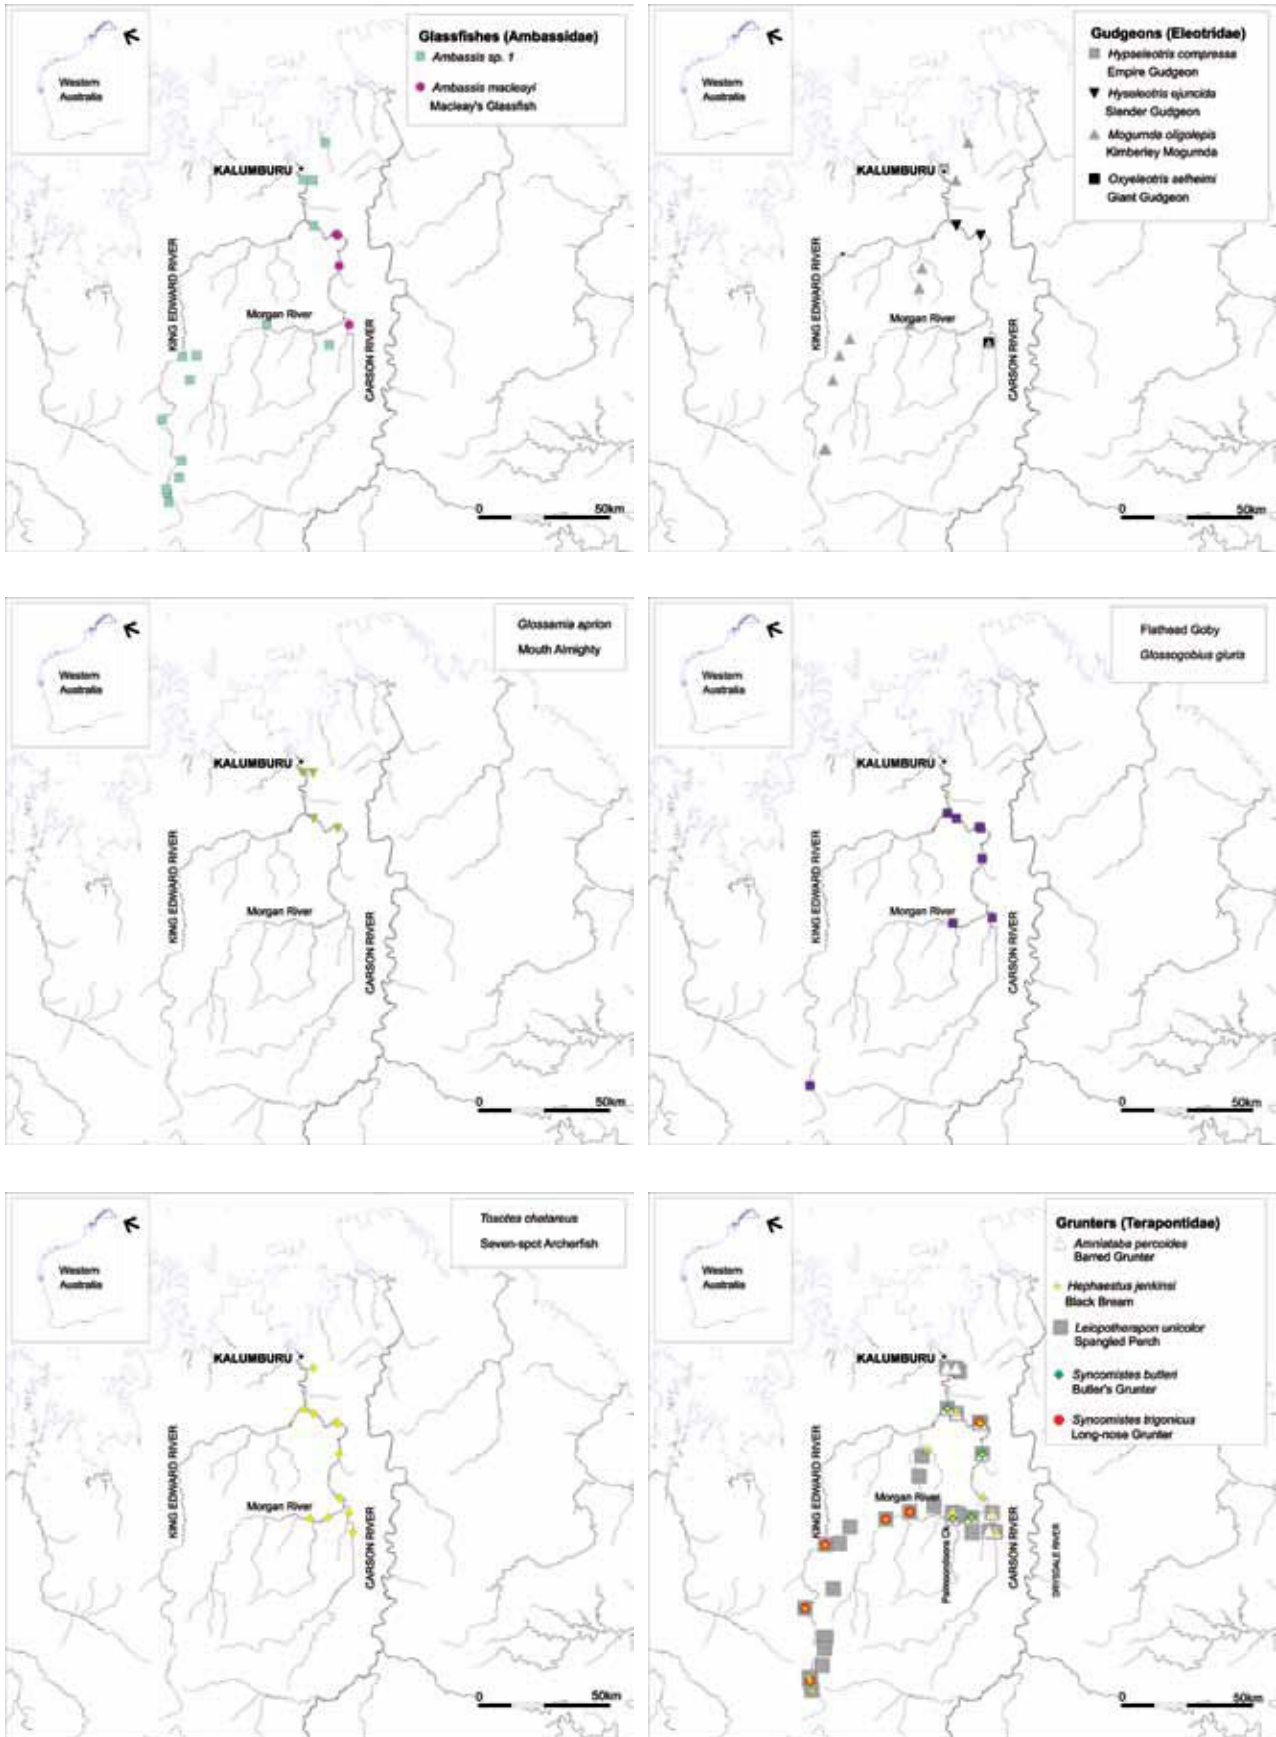 Western
Australia
Glassfishes (Ambassidae)
Ambassis sp. 1
Ambassis macleayi
Macleay's Glassfish
KALUMBURU
KING EDWARD RIVER
Morgan River
CARSON RIVER
0 50km
Western
Australia
Gudgeons (Eleotridae)
Hypseleotris compressa
Empire Gudgeon
Hyseleotris ejuncida
Slender Gudgeon
Mogurnda oligolepis
Kimberley Mogurnda
Oxyeleotris selheimi
Giant Gudgeon
KALUMBURU
KING EDWARD RIVER
Morgan River
CARSON RIVER
0 50km
Western
Australia
Glossamia aprion
Mouth Almighty
KALUMBURU
KING EDWARD RIVER
Morgan River
CARSON RIVER
0 50km
Western
Australia
Flathead Goby
Glossogobius giuris
KALUMBURU
KING EDWARD RIVER
Morgan River
CARSON RIVER
0 50km
Western
Australia
Toxotes chatareus
Seven-spot Archerfish
KALUMBURU
KING EDWARD RIVER
Morgan River
CARSON RIVER
0 50km
Western
Australia
Grunters (Terapontidae)
Amniataba percoides
Barred Grunter
Hephaestus jenkinsi
Black Bream
Leiopotherapon unicolor
Spangled Perch
Syncomistes butleri
Butler's Grunter
Syncomistes trigonicus
Long-nose Grunter
KALUMBURU
KING EDWARD RIVER
Morgan River
CARSON RIVER
DRYSDALE RIVER
0 50km